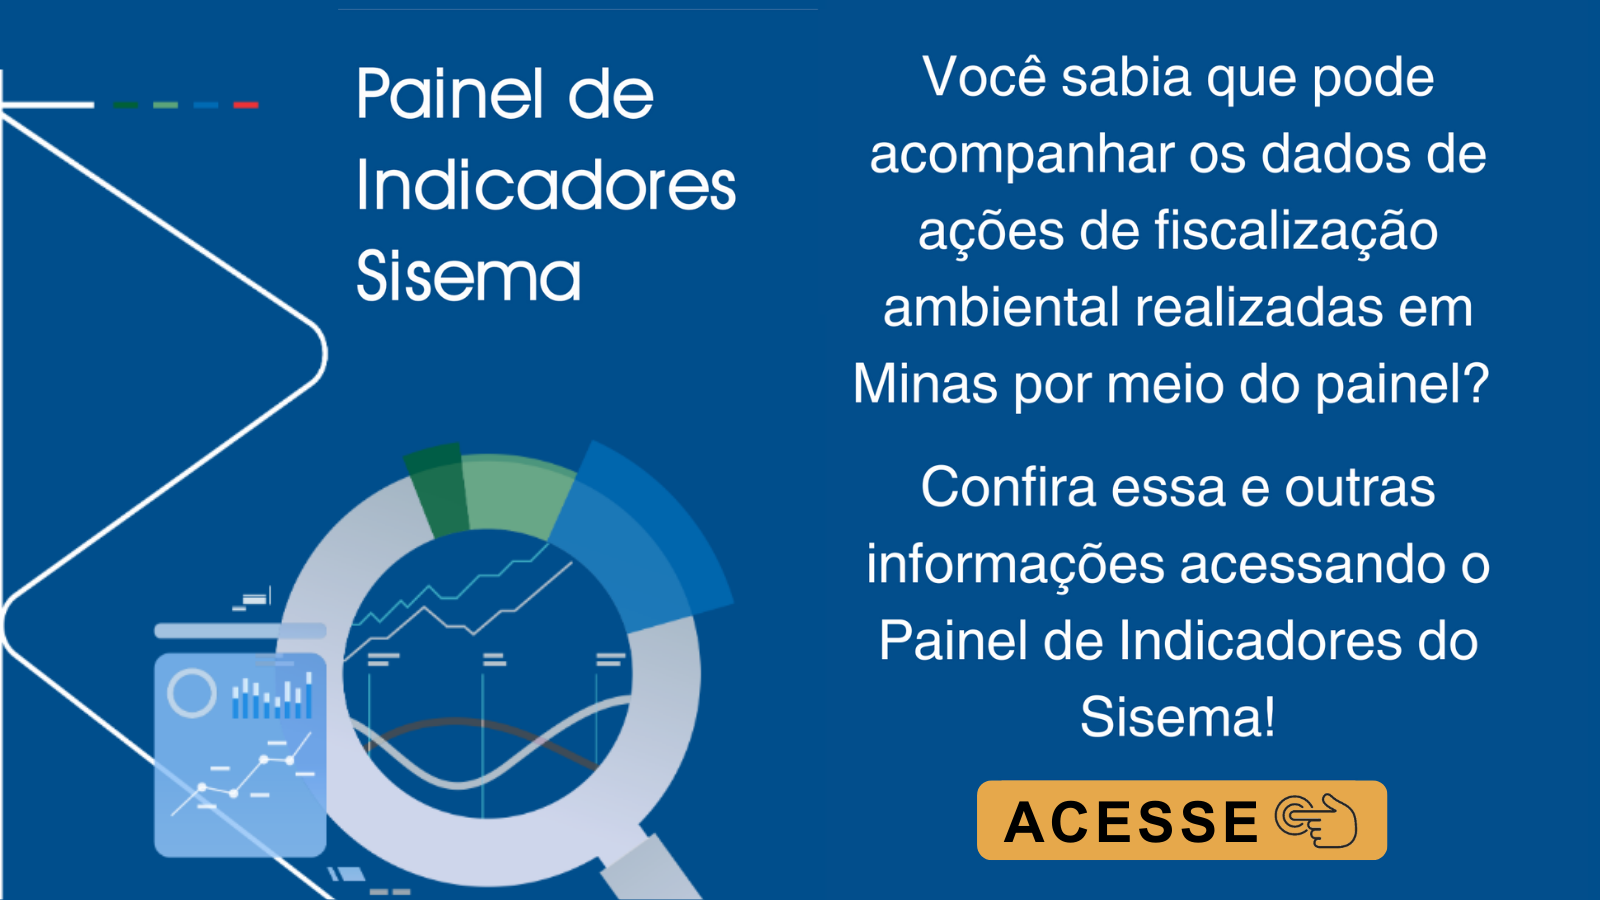 Painel de
Indicadores
Sisema
Você sabia que pode
acompanhar os dados de
ações de fiscalização
ambiental realizadas em
Minas por meio do painel?
Confira essa e outras
informações acessando o
Painel de Indicadores do
Sisema!
ACESSE